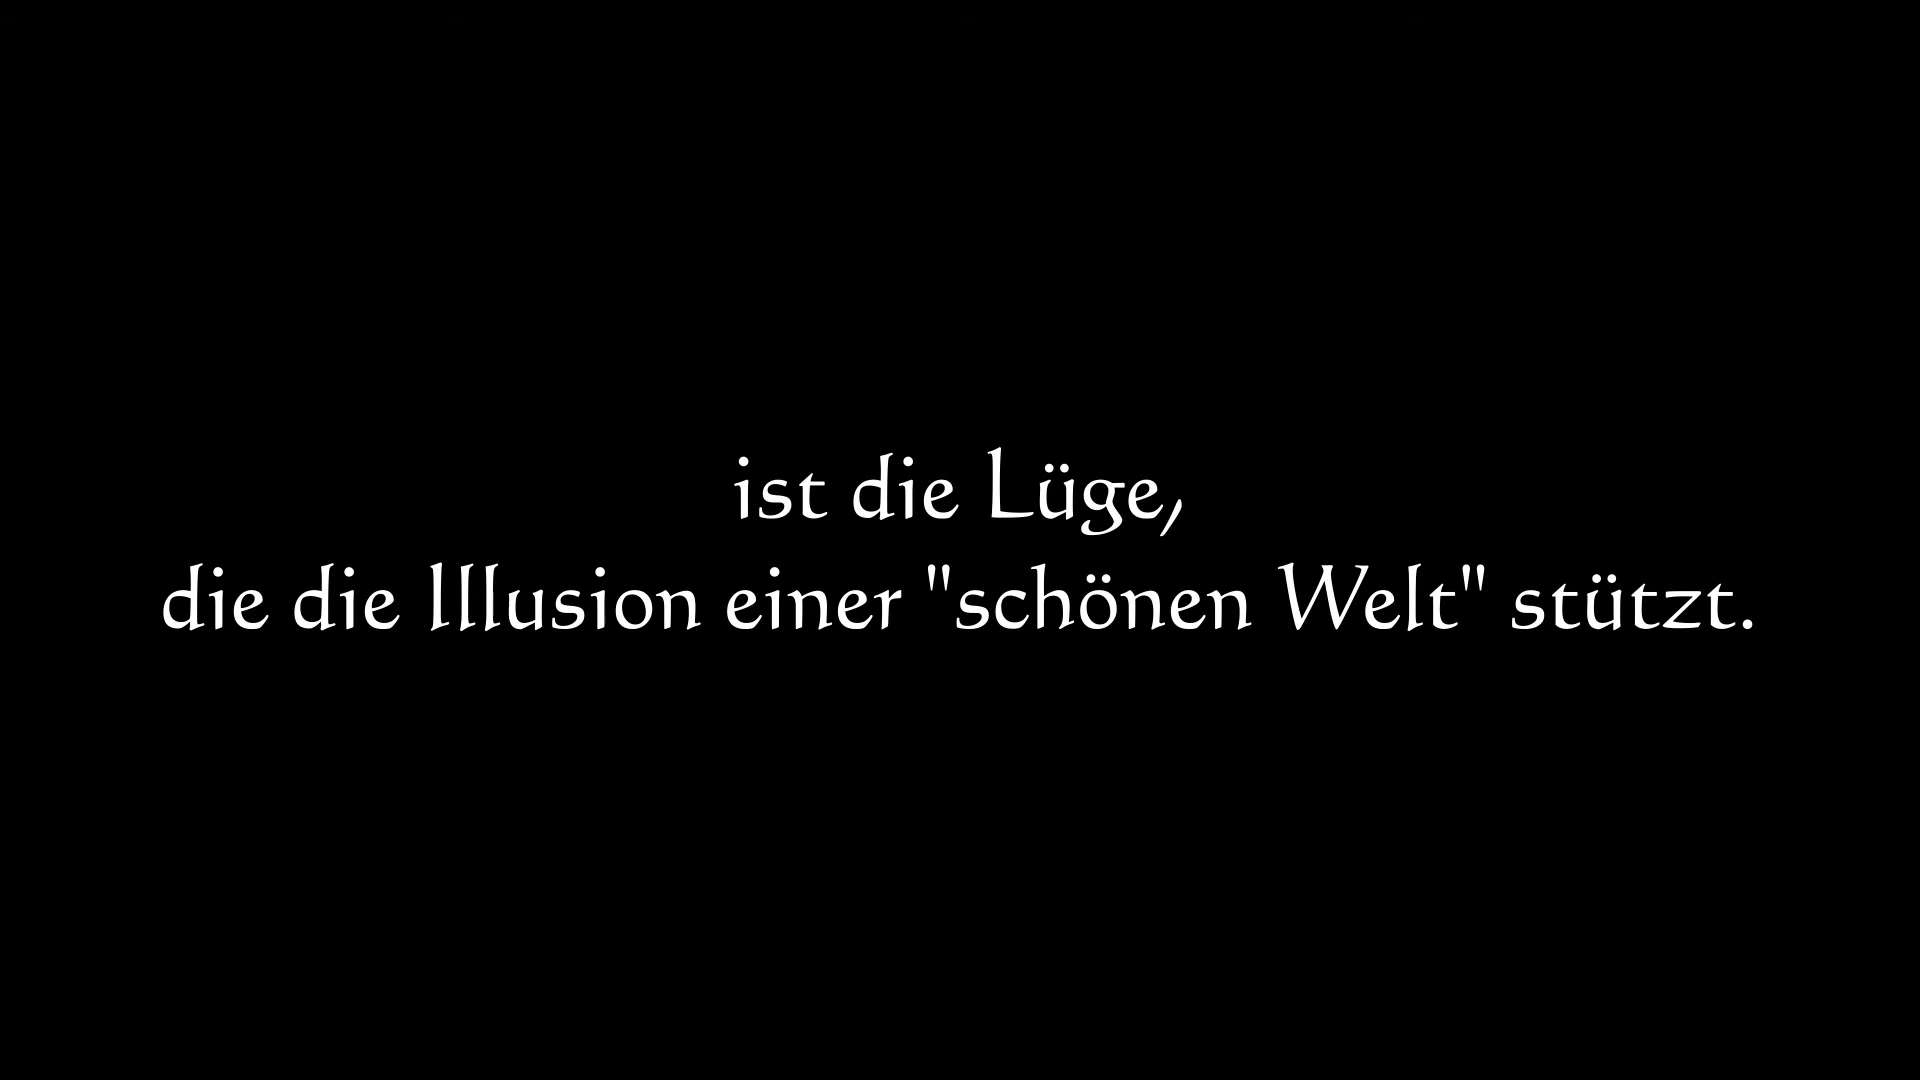 ist die Lüge,
die die Illusion einer "schönen Welt" stützt.